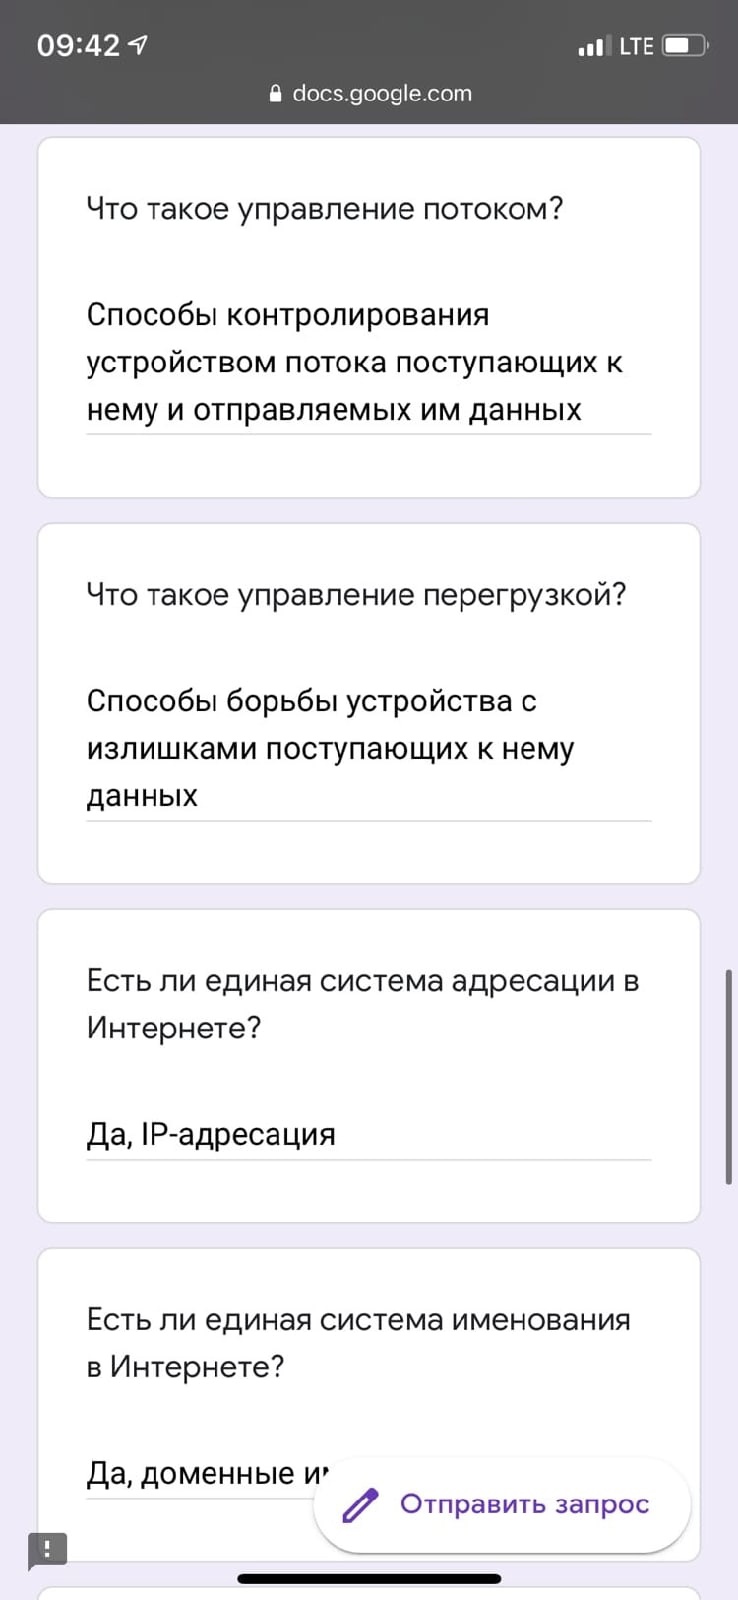 09:42
LTE
docs.google.com
Что такое управление потоком?
Способы контролирования
устройством потока поступающих к
нему и отправляемых им данных
Что такое управление перегрузкой?
Способы борьбы устройства с
излишками поступающих к нему
данных
Есть ли единая система адресации в
Интернете?
Да, IP-адресация
Есть ли единая система именования
в Интернете?
Да, доменные
Отправить запрос